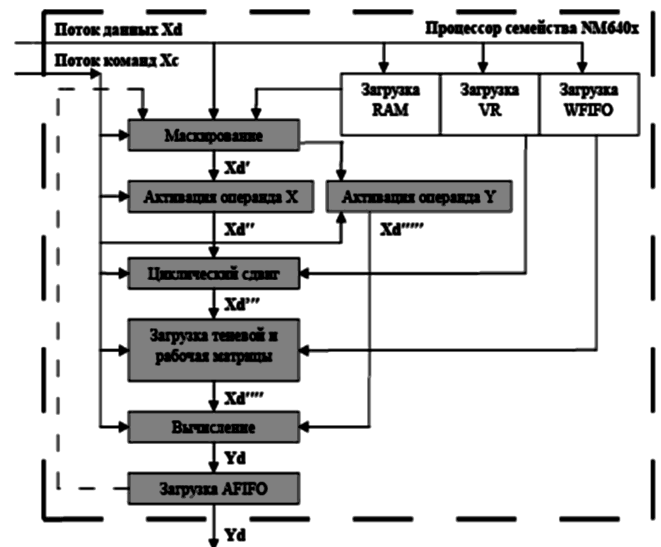 Поток данных Xd
Процессор семейства NM640x
Поток команд Xc
Загрузка
RAM
Загрузка
VR
Загрузка
WFIFO
Маскирование
Xd'
Активация операнда X
Активация операнда Y
Xd''
Xd'''''
Циклический сдвиг
Xd'''
Загрузка теневой и
рабочая матрицы
Xd''''
Вычисление
Yd
Загрузка AFIFO
Yd